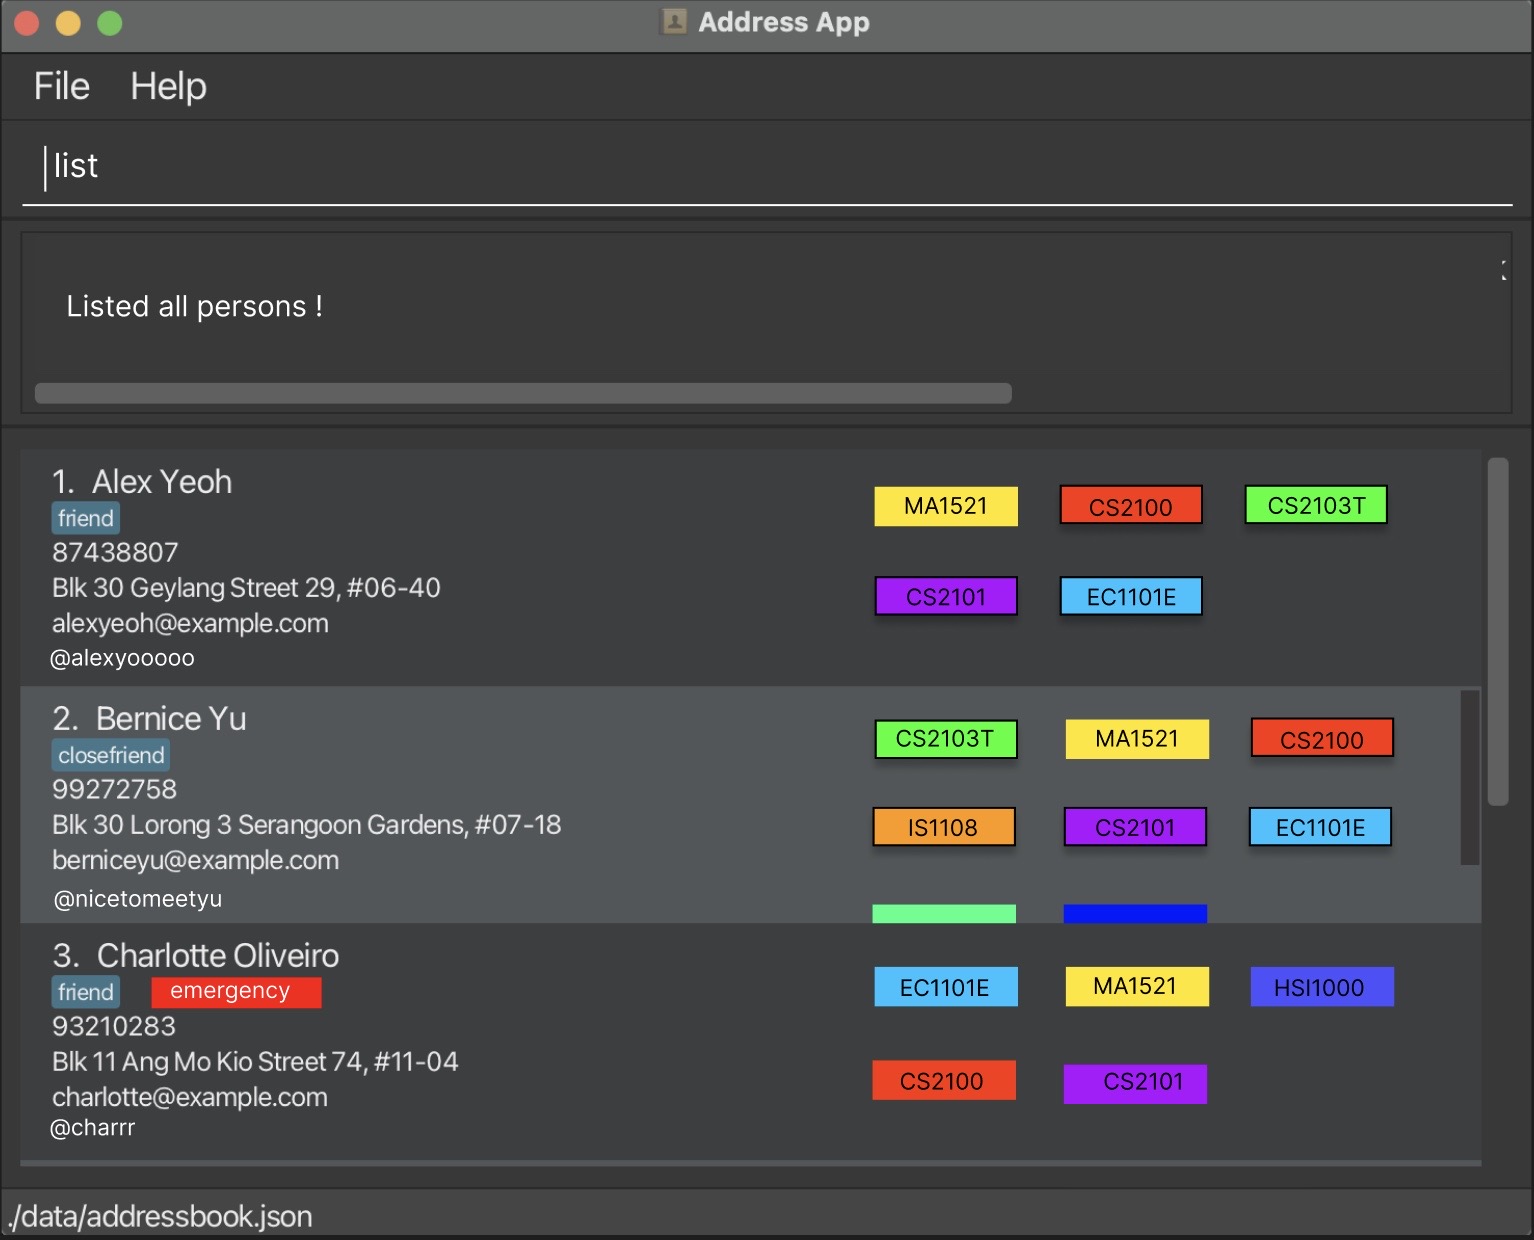 Address App
File Help
list
Listed all persons !
1. Alex Yeoh
friend
87438807
Blk 30 Geylang Street 29, #06-40
alexyeoh@example.com
@alexyooooo
MA1521 CS2100 CS2103T
CS2101 EC1101E
2. Bernice Yu
closefriend
99272758
Blk 30 Lorong 3 Serangoon Gardens, #07-18
berniceyu@example.com
@nicetomeetyu
CS2103T MA1521 CS2100
IS1108 CS2101 EC1101E
3. Charlotte Oliveiro
friend emergency
93210283
Blk 11 Ang Mo Kio Street 74, #11-04
charlotte@example.com
@charrr
EC1101E MA1521 HSI1000
CS2100 CS2101
./data/addressbook.json